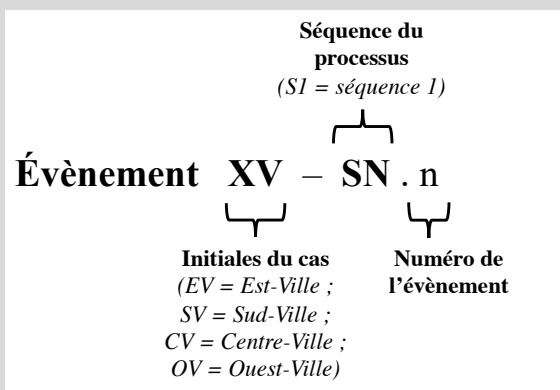 Séquence du
processus
(S1 = séquence 1)
Évènement XV – SN . n
Initiales du cas
(EV = Est-Ville ;
SV = Sud-Ville ;
CV = Centre-Ville ;
OV = Ouest-Ville)
Numéro de
l’évènement